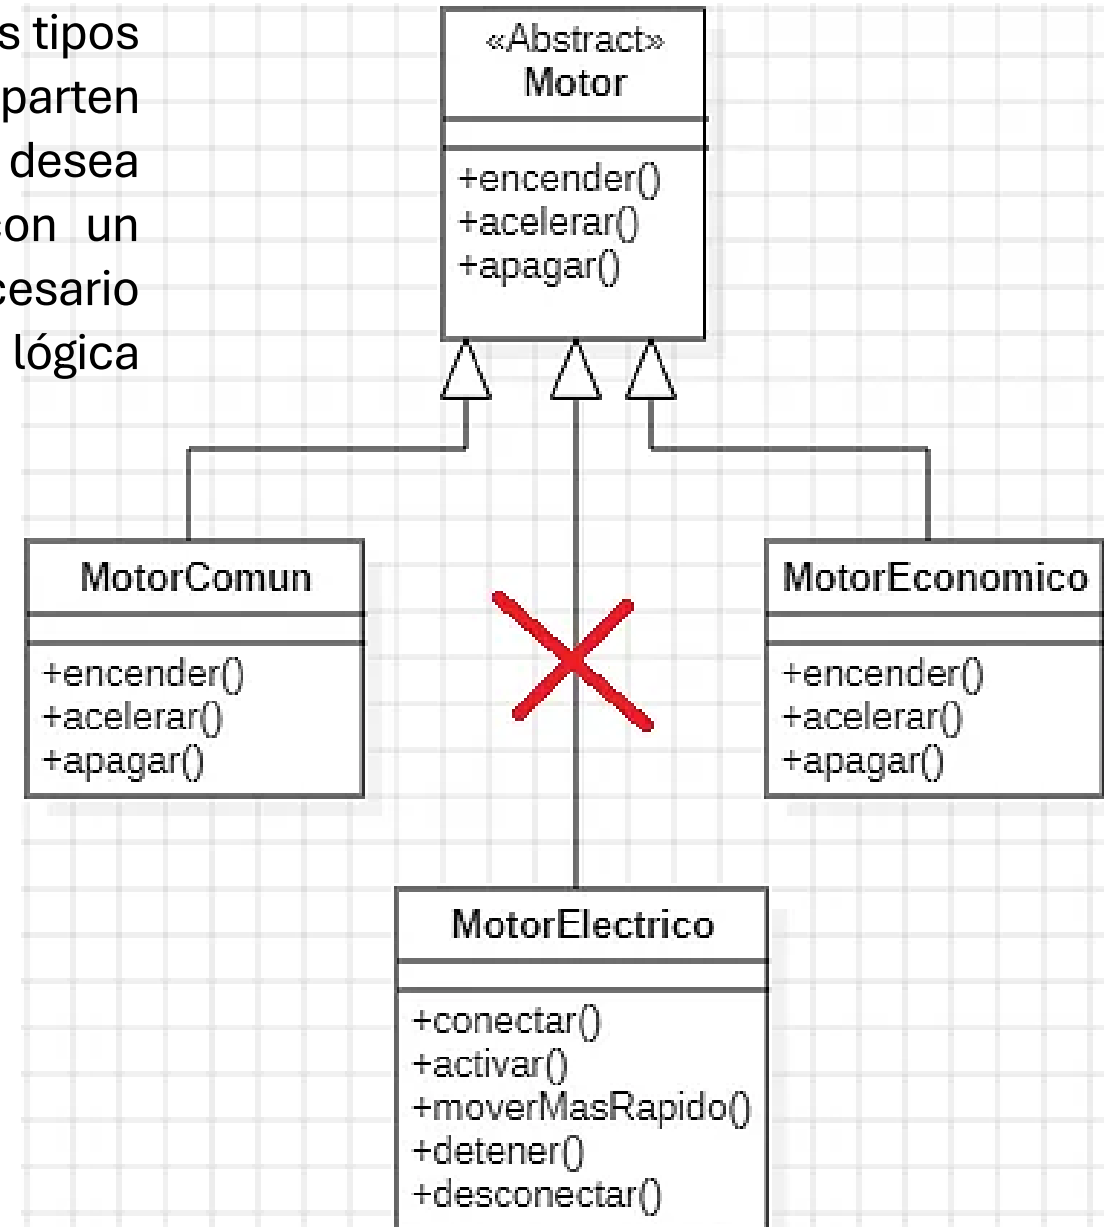 s tipos
parten
desea
on un
cesario
lógica
«Abstract»
Motor
+encender()
+acelerar()
+apagar()
MotorComun
+encender()
+acelerar()
+apagar()
MotorEconomico
+encender()
+acelerar()
+apagar()
MotorElectrico
+conectar()
+activar()
+moverMasRapido()
+detener()
+desconectar()